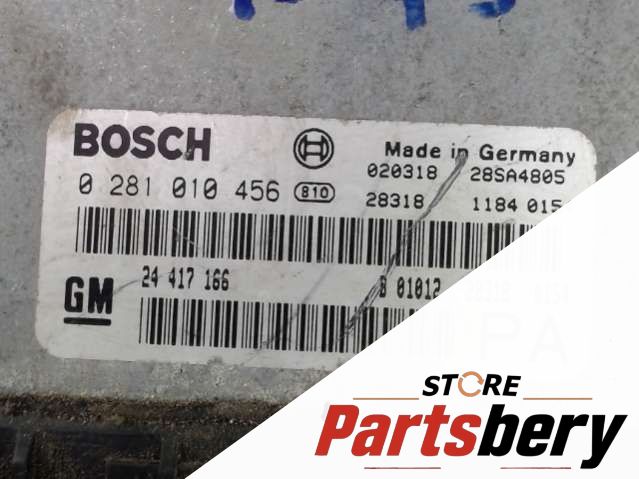 BOSCH
Made in Germany
020318 28SA4805
0 281 010 456 810
28318 1184
GM
24 417 166
B 01012
PA
STORE
Partsbery